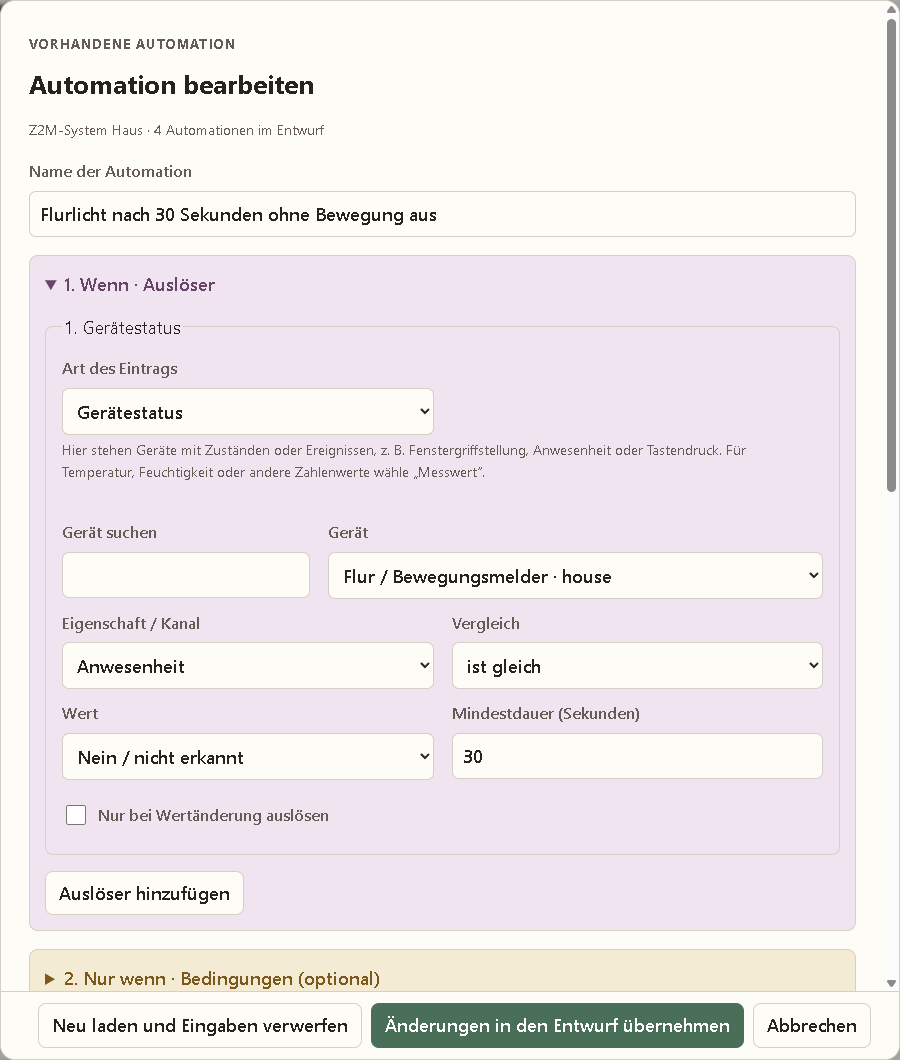 VORHANDENE AUTOMATION
Automation bearbeiten
Z2M-System Haus · 4 Automationen im Entwurf
Name der Automation
Flurlicht nach 30 Sekunden ohne Bewegung aus
▼ 1. Wenn · Auslöser
1. Gerätestatus
Art des Eintrags
Gerätestatus
Hier stehen Geräte mit Zuständen oder Ereignissen, z. B. Fenstergriffstellung, Anwesenheit oder Tastendruck. Für
Temperatur, Feuchtigkeit oder andere Zahlenwerte wähle „Messwert“.
Gerät suchen
Gerät
Flur / Bewegungsmelder · house
Eigenschaft / Kanal
Vergleich
Anwesenheit
ist gleich
Wert
Mindestdauer (Sekunden)
Nein / nicht erkannt
30
Nur bei Wertänderung auslösen
Auslöser hinzufügen
▶ 2. Nur wenn · Bedingungen (optional)
Neu laden und Eingaben verwerfen
Änderungen in den Entwurf übernehmen
Abbrechen